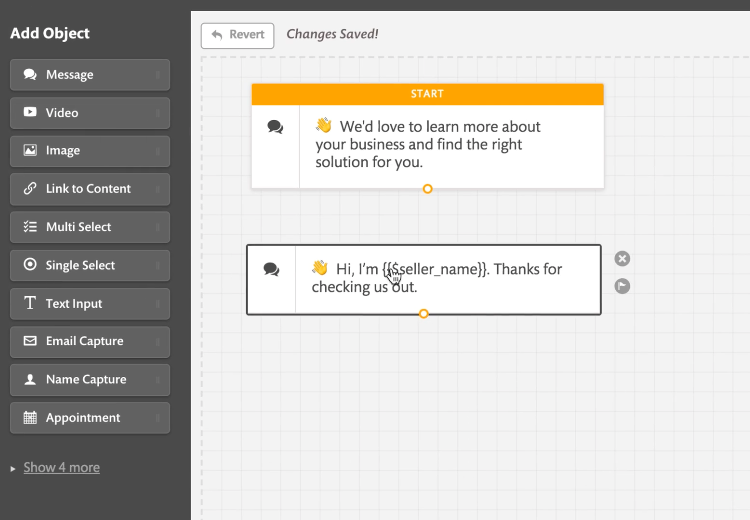 Add Object
Message
Video
Image
Link to Content
Multi Select
Single Select
Text Input
Email Capture
Name Capture
Appointment
Show 4 more
Revert
Changes Saved!
START
👋 We'd love to learn more about
your business and find the right
solution for you.
👋 Hi, I'm {{$seller_name}}. Thanks for
checking us out.